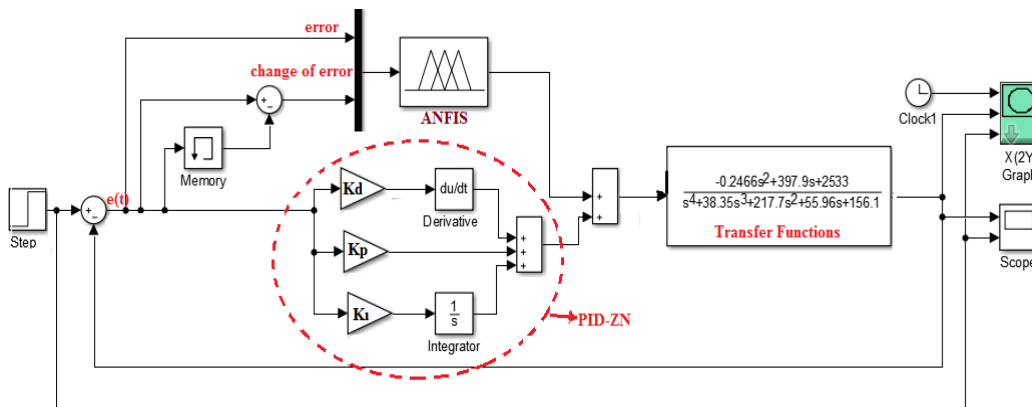 error
change of error
ANFIS
Clock1
X (2Y
Graph
Memory
+
-
Kd
du/dt
Derivative
+
+
-0.2466s²+397.9s+2533
s⁴+38.35s³+217.7s²+55.96s+156.1
Transfer Functions
e(t)
+
-
Step
Kp
+
+
+
Scope
Kı
1
s
Integrator
PID-ZN